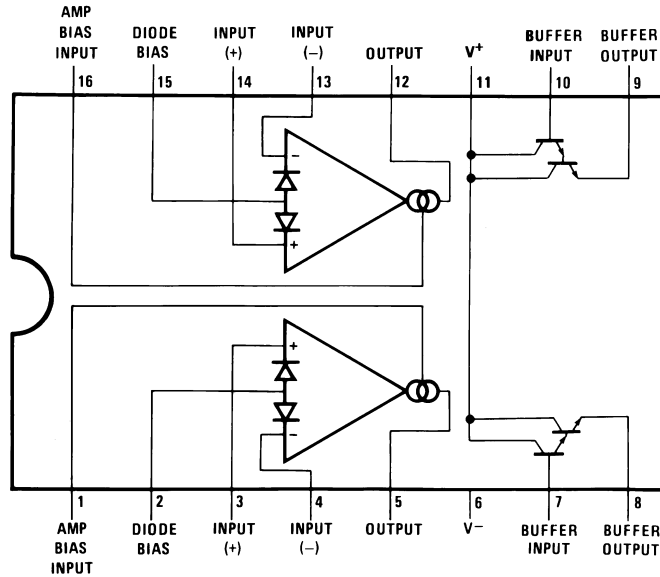 AMP
BIAS
INPUT
DIODE
BIAS
INPUT
(+)
INPUT
(−)
OUTPUT
V+
BUFFER
INPUT
BUFFER
OUTPUT
16
15
14
13
12
11
10
9
−
+
+
−
1
2
3
4
5
6
7
8
AMP
BIAS
INPUT
DIODE
BIAS
INPUT
(+)
INPUT
(−)
OUTPUT
V−
BUFFER
INPUT
BUFFER
OUTPUT